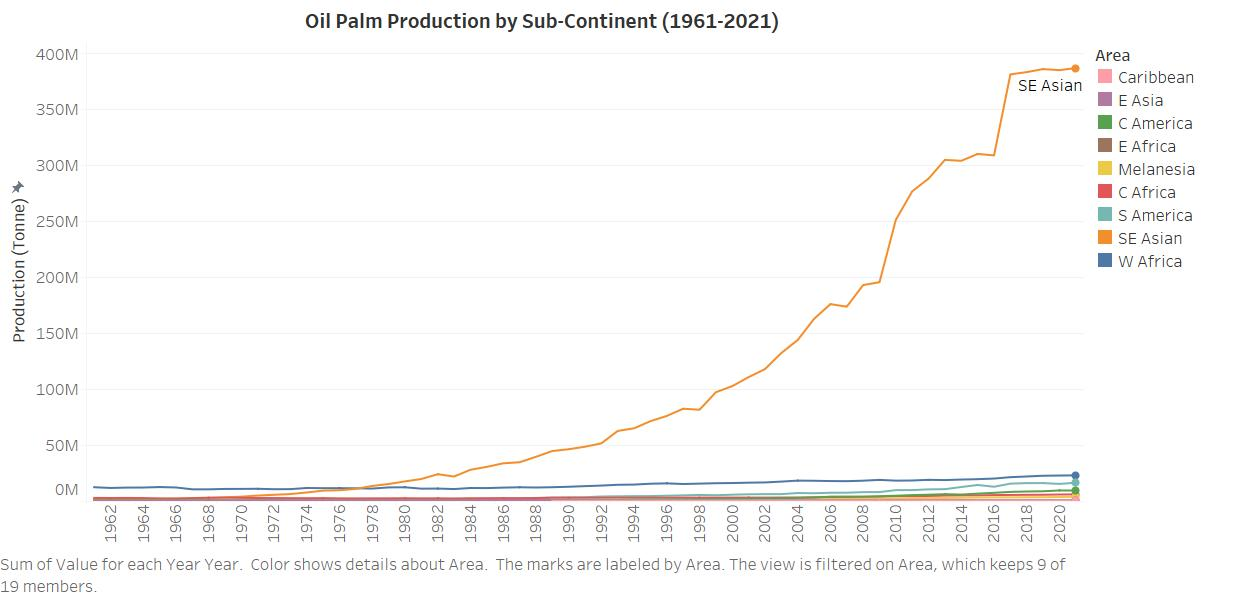 Oil Palm Production by Sub-Continent (1961-2021)
Production (Tonne)
400M
350M
300M
250M
200M
150M
100M
50M
0M
SE Asian
1962
1964
1966
1968
1970
1972
1974
1976
1978
1980
1982
1984
1986
1988
1990
1992
1994
1996
1998
2000
2002
2004
2006
2008
2010
2012
2014
2016
2018
2020
Area
Caribbean
E Asia
C America
E Africa
Melanesia
C Africa
S America
SE Asian
W Africa
Sum of Value for each Year Year.  Color shows details about Area.  The marks are labeled by Area. The view is filtered on Area, which keeps 9 of
19 members.